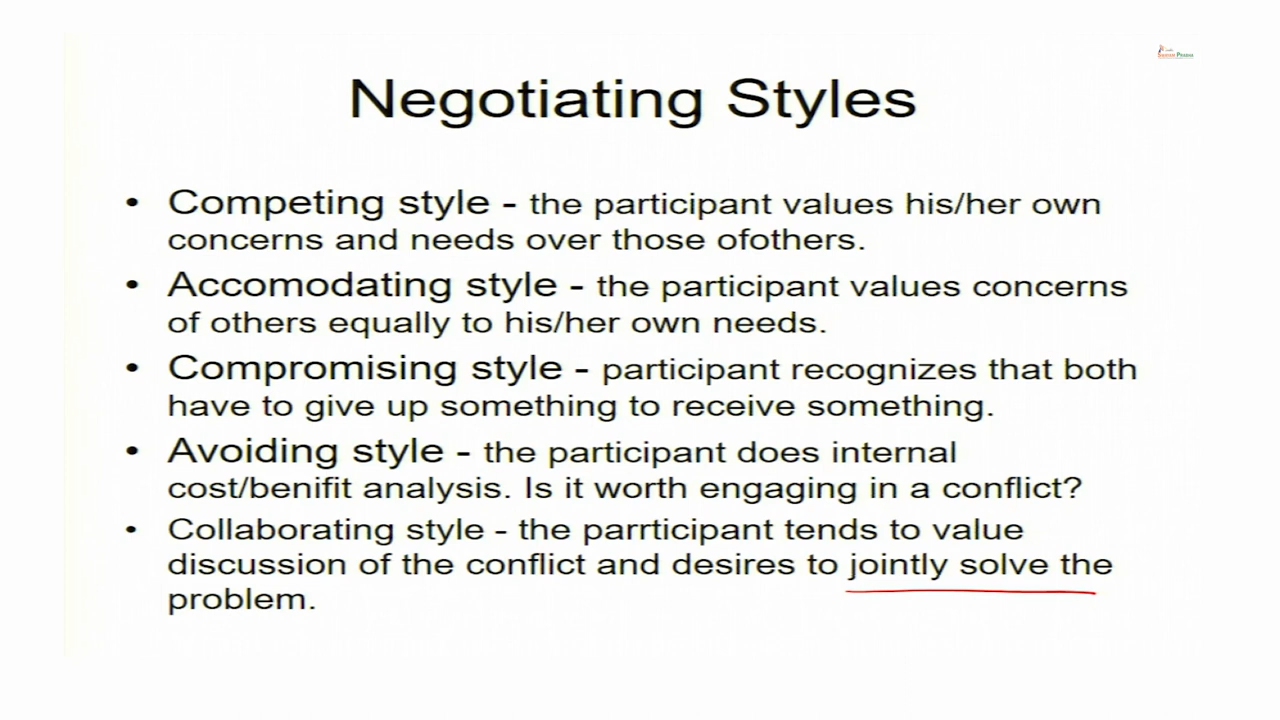 Negotiating Styles
• Competing style - the participant values his/her own
concerns and needs over those ofothers.
• Accomodating style - the participant values concerns
of others equally to his/her own needs.
• Compromising style - participant recognizes that both
have to give up something to receive something.
• Avoiding style - the participant does internal
cost/benifit analysis. Is it worth engaging in a conflict?
• Collaborating style - the parrticipant tends to value
discussion of the conflict and desires to jointly solve the
problem.